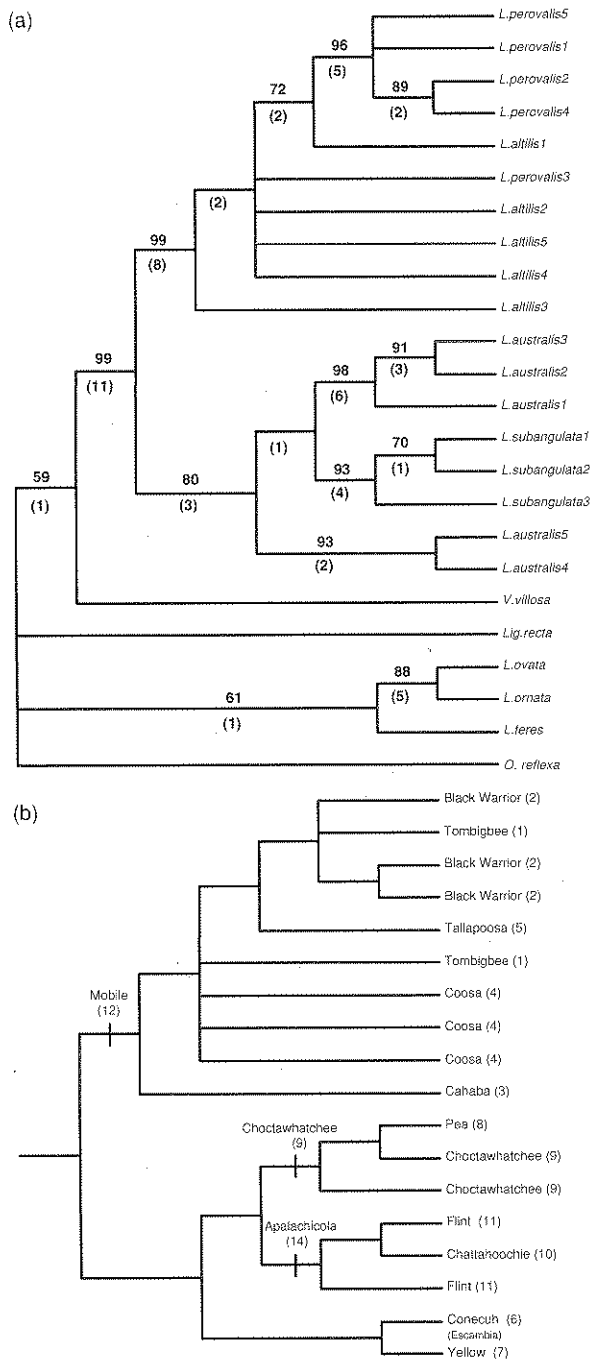 (a)
L.perovalis5
96
L.perovalis1
(5)
72
89
L.perovalis2
(2)
(2)
L.perovalis4
L.altilis1
L.perovalis3
(2)
L.altilis2
99
L.altilis5
(8)
L.altilis4
L.altilis3
91
L.australis3
99
98
(3)
L.australis2
(11)
(6)
L.australis1
(1)
70
L.subangulata1
93
(1)
L.subangulata2
59
80
(4)
(1)
(3)
L.subangulata3
93
L.australis5
(2)
L.australis4
V.villosa
Lig.recta
88
L.ovata
61
(5)
L.ornata
(1)
L.teres
O. reflexa
(b)
Black Warrior (2)
Tombigbee (1)
Black Warrior (2)
Black Warrior (2)
Tallapoosa (5)
Tombigbee (1)
Mobile
(12)
Coosa (4)
Coosa (4)
Coosa (4)
Cahaba (3)
Choctawhatchee
(9)
Pea (8)
Choctawhatchee (9)
Choctawhatchee (9)
Apalachicola
(14)
Flint (11)
Chattahoochie (10)
Flint (11)
Conecuh (6)
(Escambia)
Yellow (7)